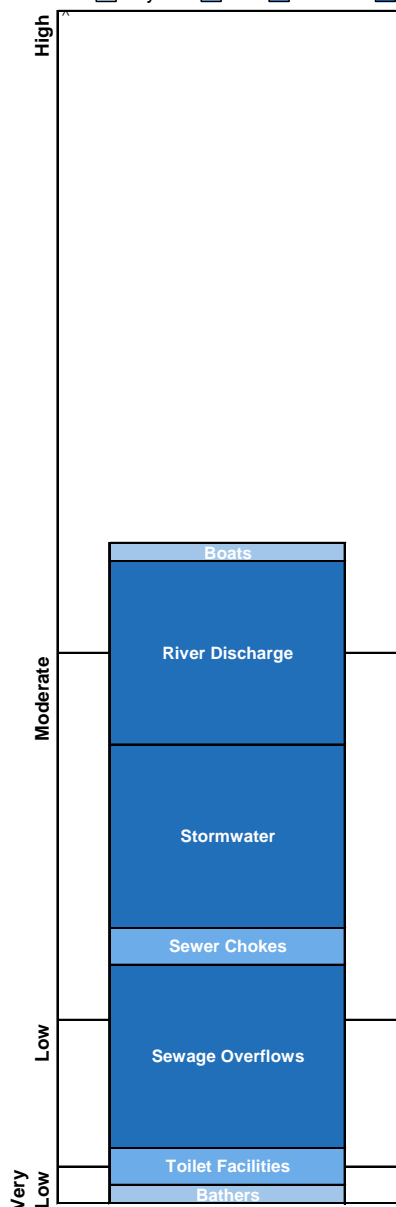 High
Boats
River Discharge
Moderate
Stormwater
Sewer Chokes
Low
Sewage Overflows
Toilet Facilities
Very
Low
Bathers